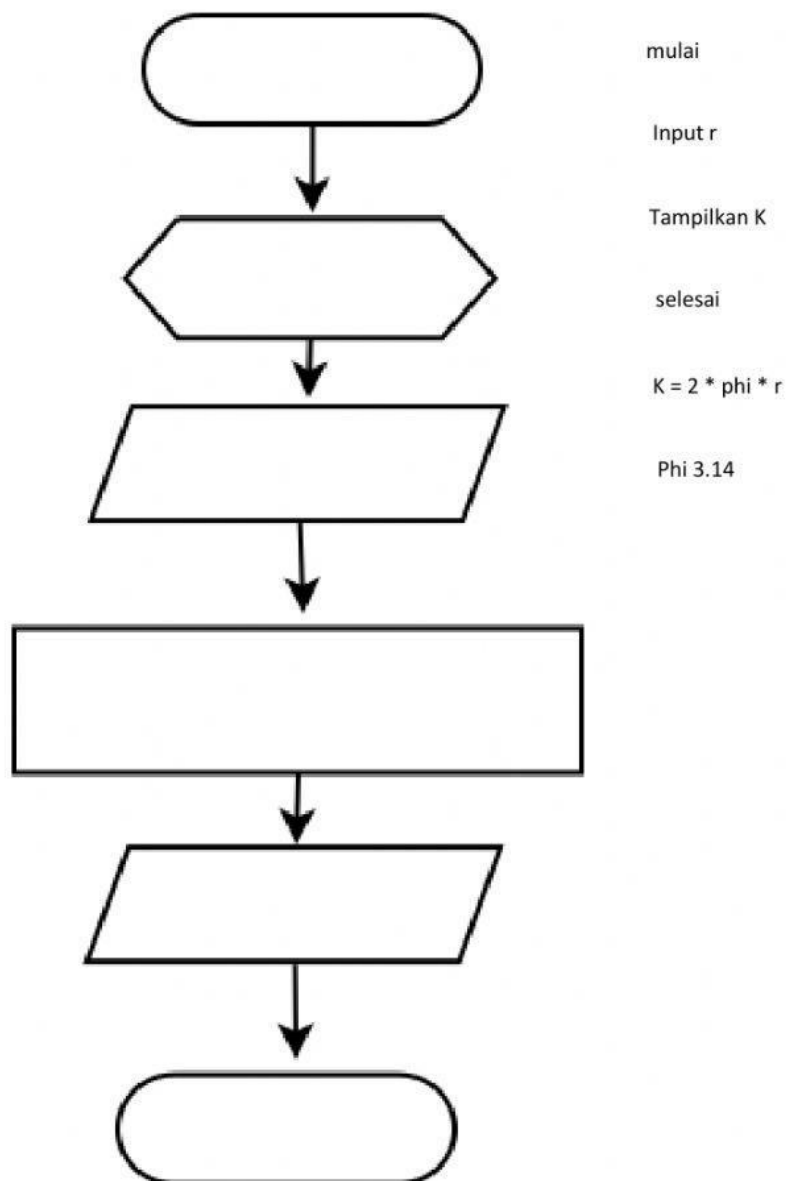 mulai
Input r
Tampilkan K
selesai
K = 2 * phi * r
Phi 3.14